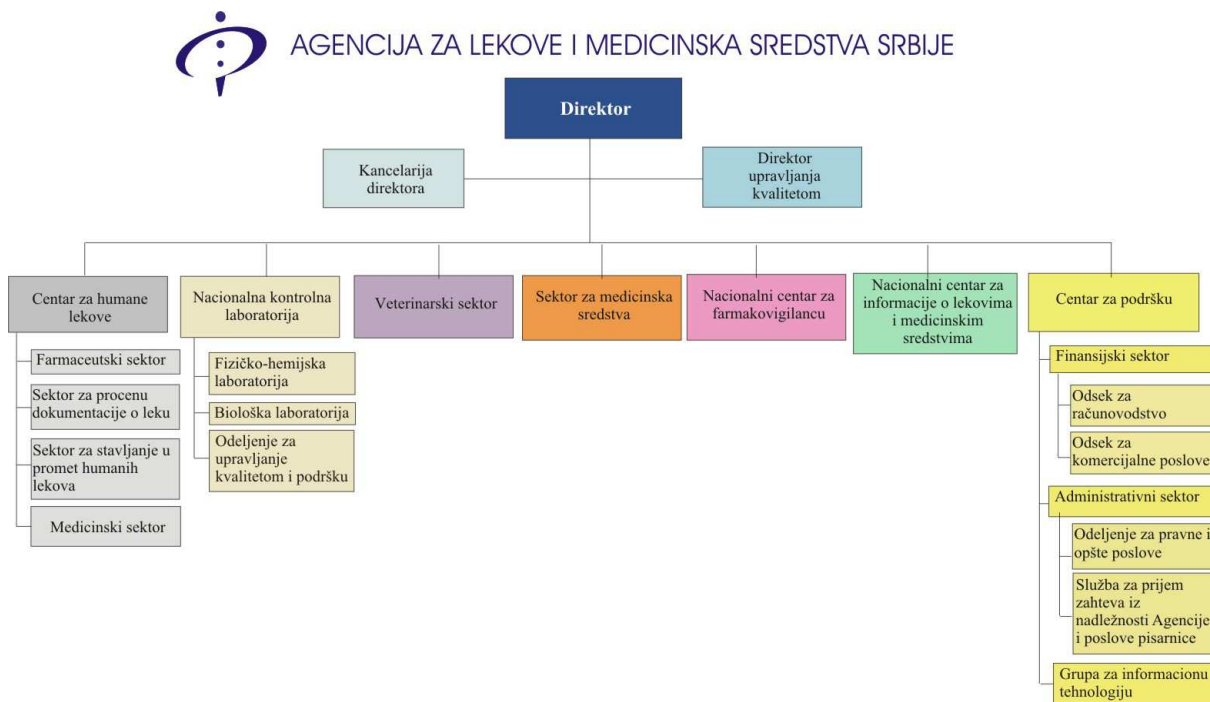 AGENCIJA ZA LEKOVE I MEDICINSKA SREDSTVA SRBIJE
Direktor
Kancelarija
direktora
Direktor
upravljanja
kvalitetom
Centar za humane
lekove
Farmaceutski sektor
Sektor za procenu
dokumentacije o leku
Sektor za stavljanje u
promet humanih
lekova
Medicinski sektor
Nacionalna kontrolna
laboratorija
Fizičko-hemijska
laboratorija
Biološka laboratorija
Odeljenje za
upravljanje
kvalitetom i podršku
Veterinarski sektor
Sektor za medicinska
sredstva
Nacionalni centar za
farmakovigilancu
Nacionalni centar za
informacije o lekovima
i medicinskim
sredstvima
Centar za podršku
Finansijski sektor
Odsek za
računovodstvo
Odsek za
komercijalne poslove
Administrativni sektor
Odeljenje za pravne i
opšte poslove
Služba za prijem
zahteva iz
nadležnosti Agencije
i poslove pisarnice
Grupa za informacionu
tehnologiju